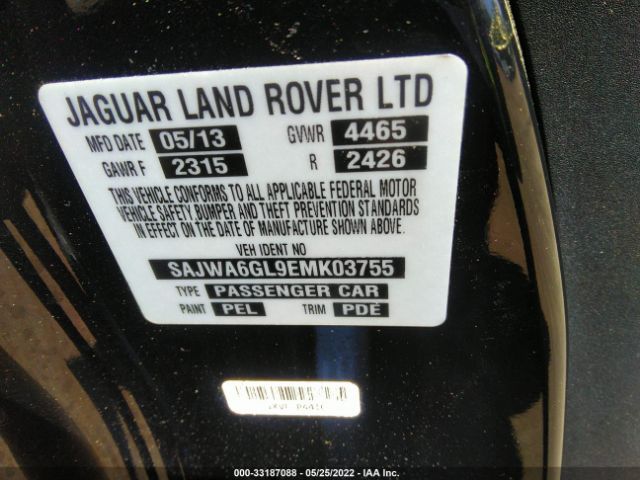 JAGUAR LAND ROVER LTD
MFD DATE 05/13 GVWR 4465
GAWR F 2315 R 2426
THIS VEHICLE CONFORMS TO ALL APPLICABLE FEDERAL MOTOR
VEHICLE SAFETY BUMPER AND THEFT PREVENTION STANDARDS
IN EFFECT ON THE DATE OF MANUFACTURE SHOWN ABOVE.
VEH IDENT NO
SAJWA6GL9EMK03755
TYPE PASSENGER CAR
PAINT PEL TRIM PDE
000-33187088 - 05/25/2022 - IAA Inc.